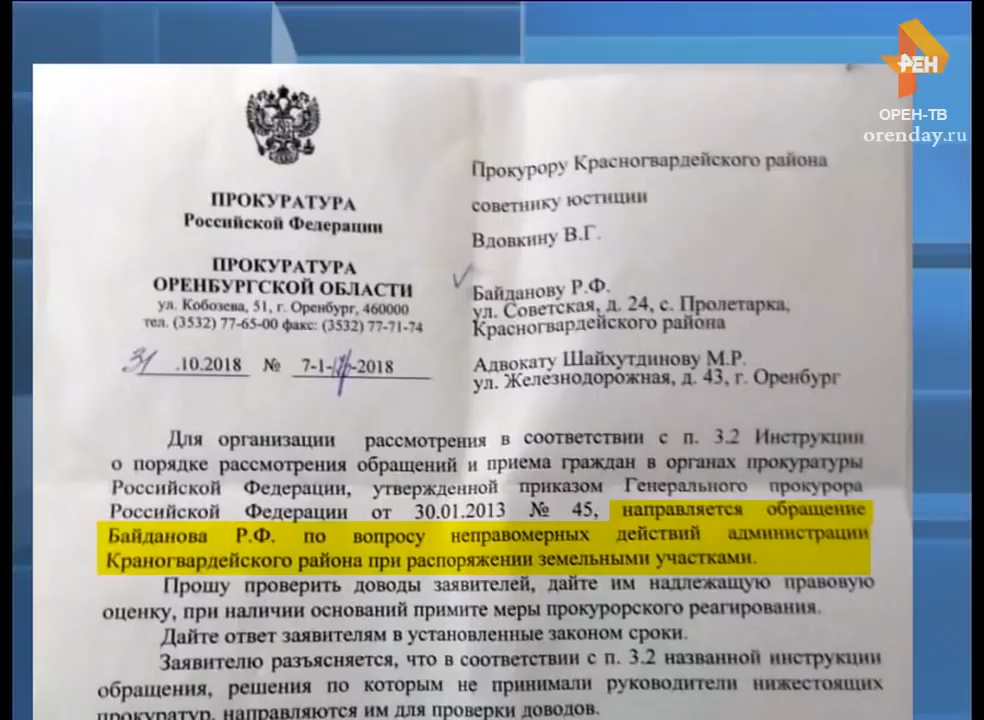 РЕН
ОРЕН-ТВ
orenday.ru
ПРОКУРАТУРА
Российской Федерации
ПРОКУРАТУРА
ОРЕНБУРГСКОЙ ОБЛАСТИ
ул. Кобозева, 51, г. Оренбург, 460000
тел. (3532) 77-65-00 факс: (3532) 77-71-74
31 .10.2018 № 7-1- -2018
Прокурору Красногвардейского района
советнику юстиции
Вдовкину В.Г.
Байданову Р.Ф.
ул. Советская, д. 24, с. Пролетарка,
Красногвардейского района
Адвокату Шайхутдинову М.Р.
ул. Железнодорожная, д. 43, г. Оренбург
Для организации рассмотрения в соответствии с п. 3.2 Инструкции
о порядке рассмотрения обращений и приема граждан в органах прокуратуры
Российской Федерации, утвержденной приказом Генерального прокурора
Российской Федерации от 30.01.2013 № 45, направляется обращение
Байданова Р.Ф. по вопросу неправомерных действий администрации
Краногвардейского района при распоряжении земельными участками.
Прошу проверить доводы заявителей, дайте им надлежащую правовую
оценку, при наличии оснований примите меры прокурорского реагирования.
Дайте ответ заявителям в установленные законом сроки.
Заявителю разъясняется, что в соответствии с п. 3.2 названной инструкции
обращения, решения по которым не принимали руководители нижестоящих
прокуратур, направляются им для проверки доводов.